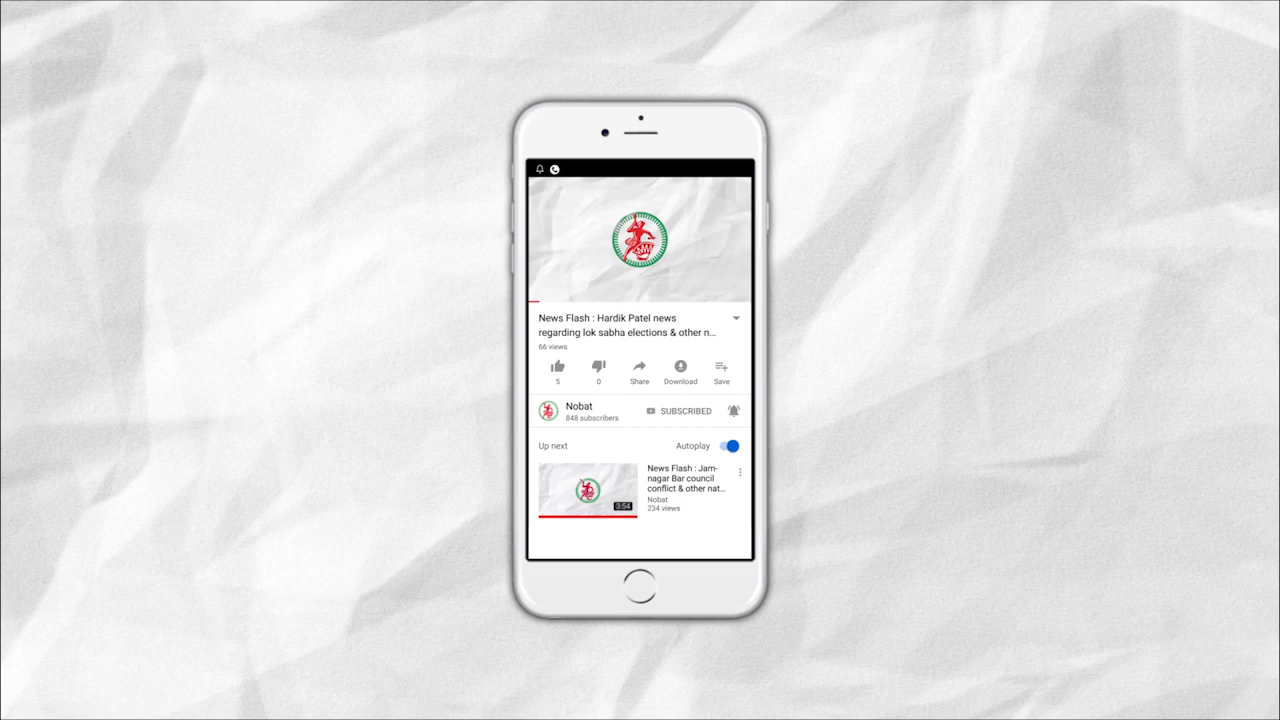 News Flash : Hardik Patel news
regarding lok sabha elections & other n...
66 views
5
0
Share
Download
Save
Nobat
848 subscribers
SUBSCRIBED
Up next
Autoplay
News Flash : Jam-
nagar Bar council
conflict & other nat...
Nobat
234 views
3:54